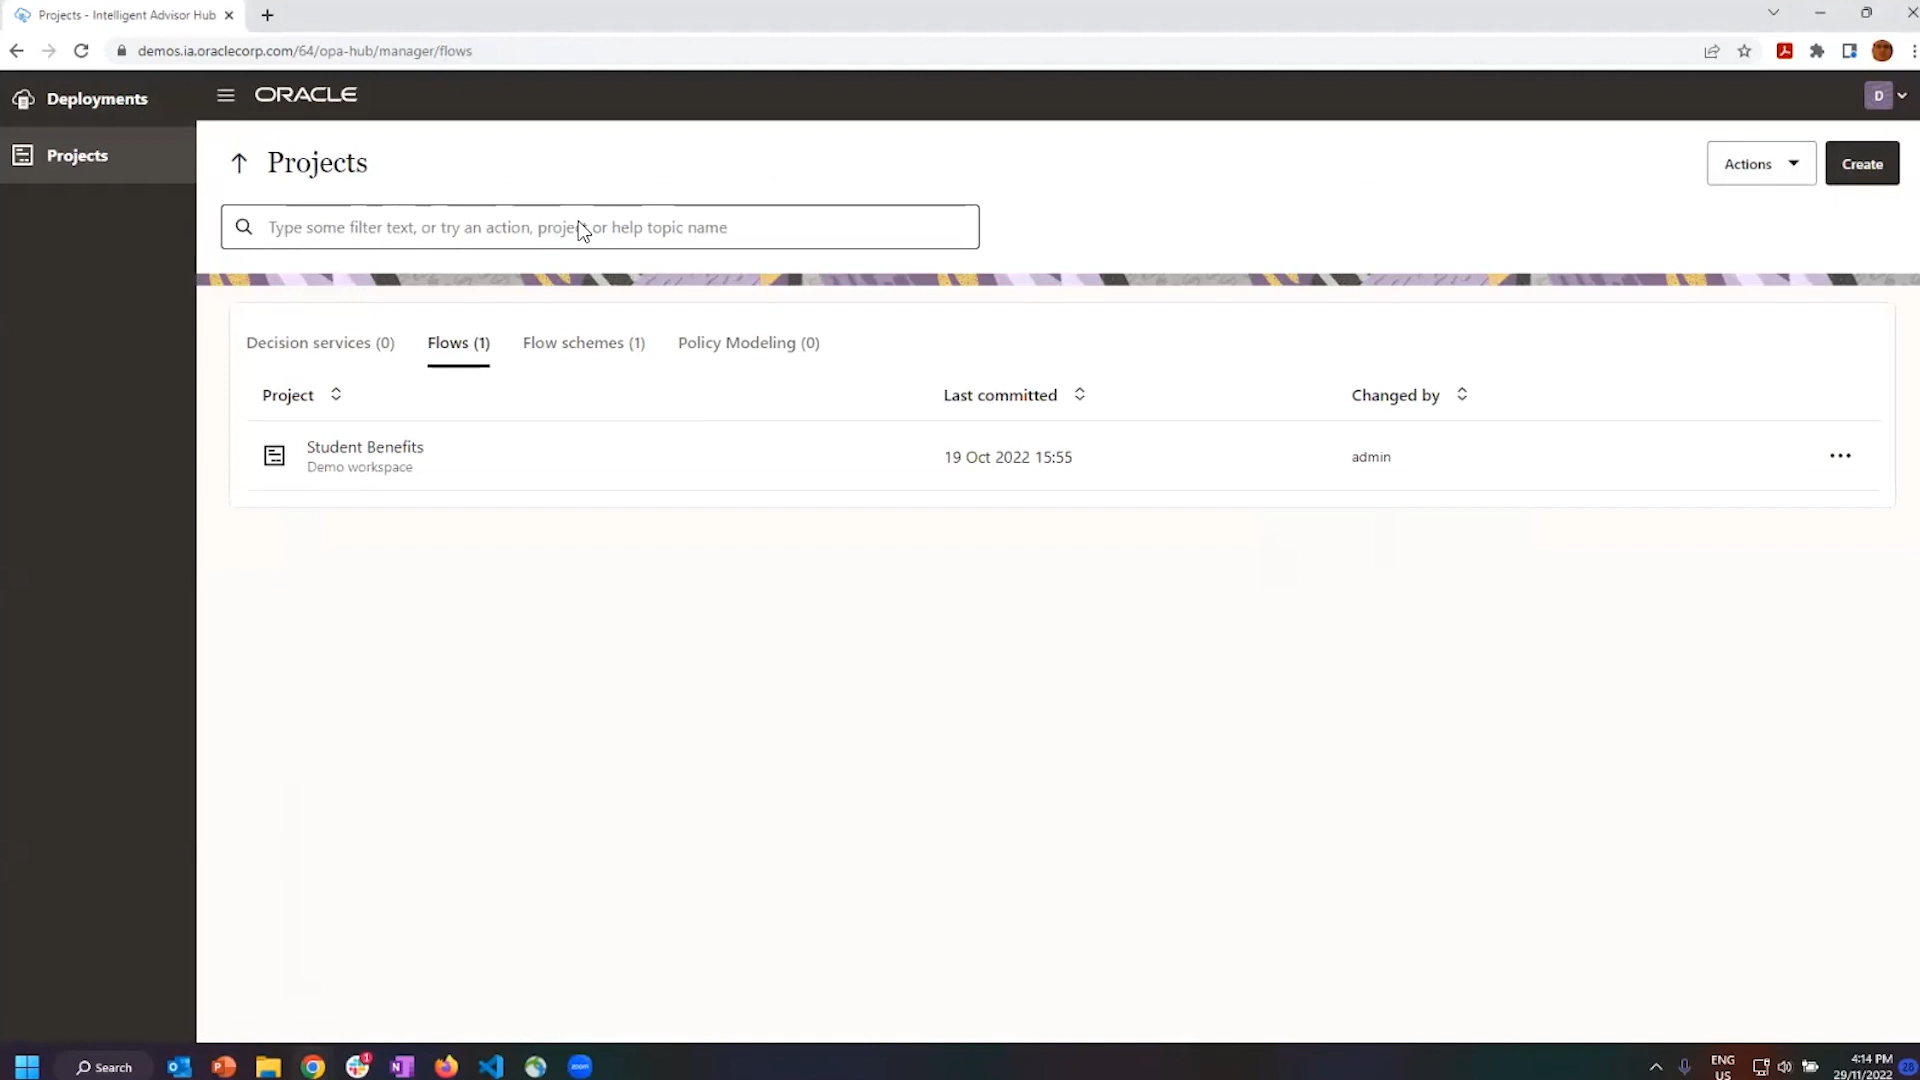 Projects - Intelligent Advisor Hub
demos.ia.oraclecorp.com/64/opa-hub/manager/flows
Deployments
ORACLE
D
Projects
Projects
Actions
Create
Type some filter text, or try an action, project or help topic name
Decision services (0)
Flows (1)
Flow schemes (1)
Policy Modeling (0)
Project
Last committed
Changed by
Student Benefits
Demo workspace
19 Oct 2022 15:55
admin
Search
1
zoom
ENG
US
4:14 PM
29/11/2022
28